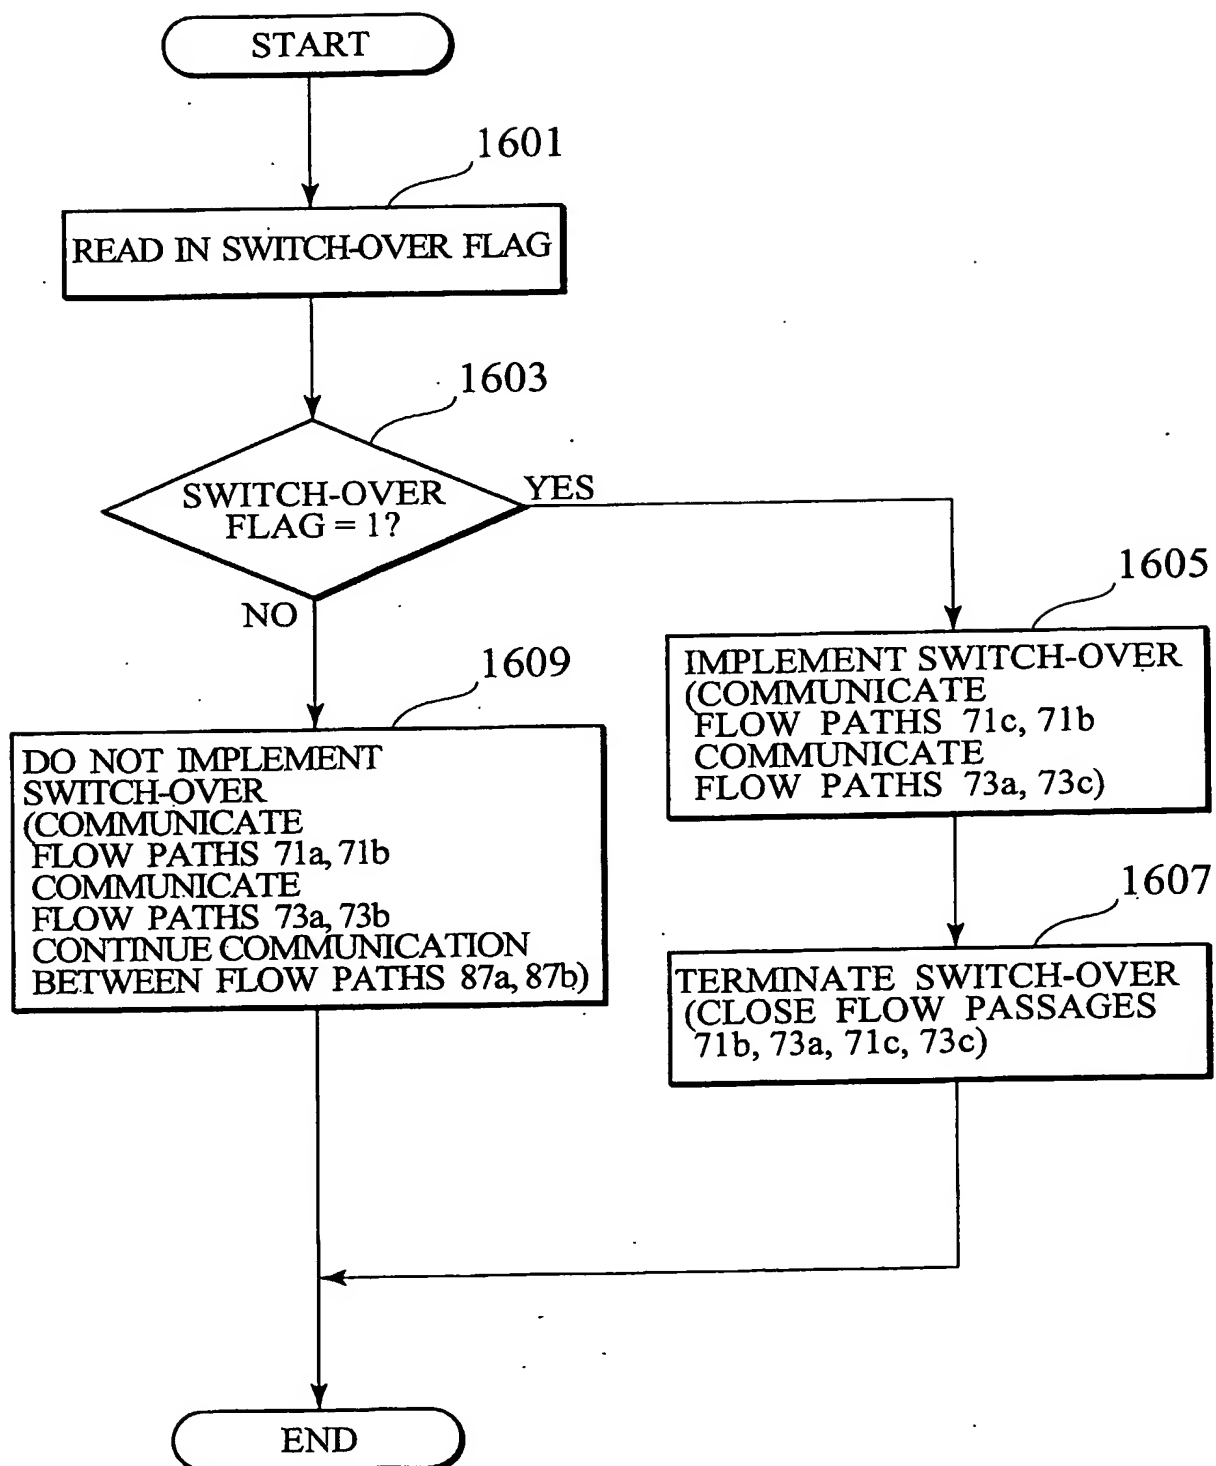 START
1601
READ IN SWITCH-OVER FLAG
1603
SWITCH-OVER
FLAG = 1?
YES
NO
1605
IMPLEMENT SWITCH-OVER
(COMMUNICATE
FLOW PATHS 71c, 71b
COMMUNICATE
FLOW PATHS 73a, 73c)
1607
TERMINATE SWITCH-OVER
(CLOSE FLOW PASSAGES
71b, 73a, 71c, 73c)
1609
DO NOT IMPLEMENT
SWITCH-OVER
(COMMUNICATE
FLOW PATHS 71a, 71b
COMMUNICATE
FLOW PATHS 73a, 73b
CONTINUE COMMUNICATION
BETWEEN FLOW PATHS 87a, 87b)
END